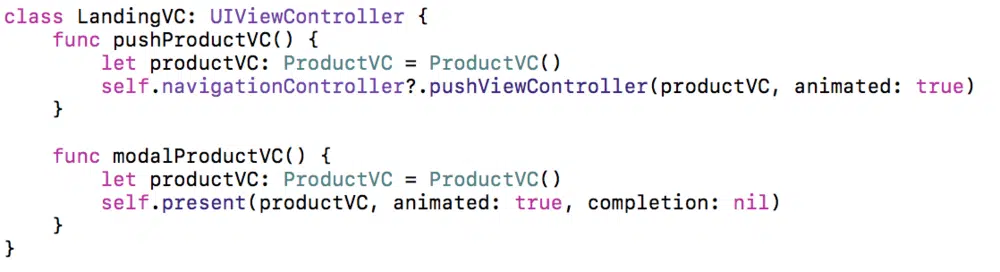 class LandingVC: UIViewController {
    func pushProductVC() {
        let productVC: ProductVC = ProductVC()
        self.navigationController?.pushViewController(productVC, animated: true)
    }

    func modalProductVC() {
        let productVC: ProductVC = ProductVC()
        self.present(productVC, animated: true, completion: nil)
    }
}